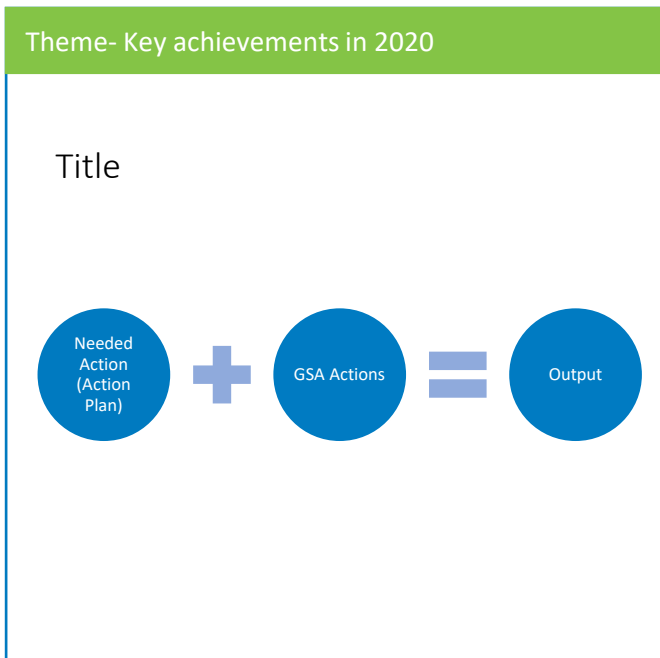 Theme- Key achievements in 2020
Title
Needed
Action
(Action
Plan)
GSA Actions
Output